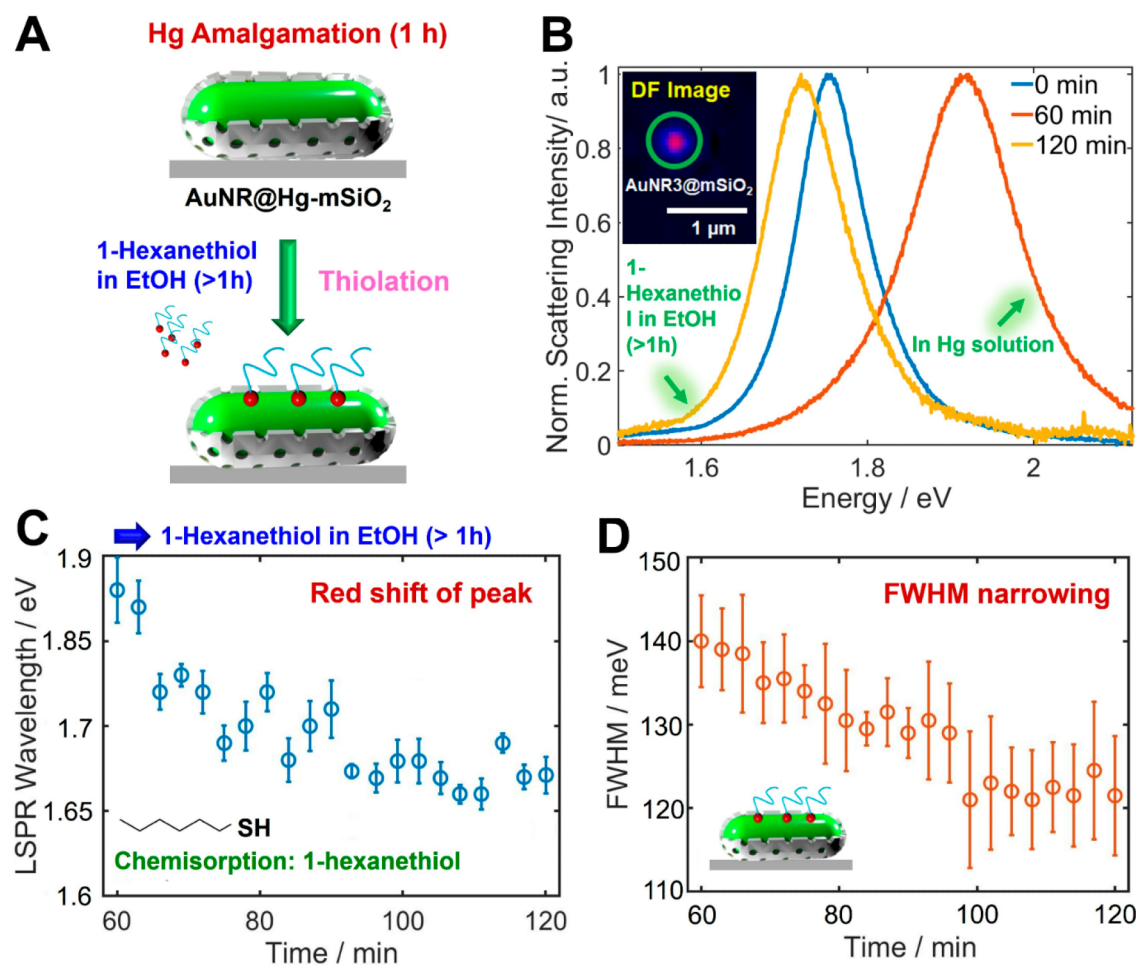 A
Hg Amalgamation (1 h)
AuNR@Hg-mSiO₂
1-Hexanethiol
in EtOH (>1h)
Thiolation
B
Norm. Scattering Intensity/ a.u.
1
0.8
0.6
0.4
0.2
0
DF Image
AuNR3@mSiO₂
1 µm
0 min
60 min
120 min
1-
Hexanethio
l in EtOH
(>1h)
In Hg solution
1.6
1.8
2
Energy / eV
C
1-Hexanethiol in EtOH (> 1h)
LSPR Wavelength / eV
1.9
1.85
1.7
1.65
1.6
Red shift of peak
SH
Chemisorption: 1-hexanethiol
60
80
100
120
Time / min
D
FWHM / meV
150
140
130
120
110
FWHM narrowing
60
80
100
120
Time / min